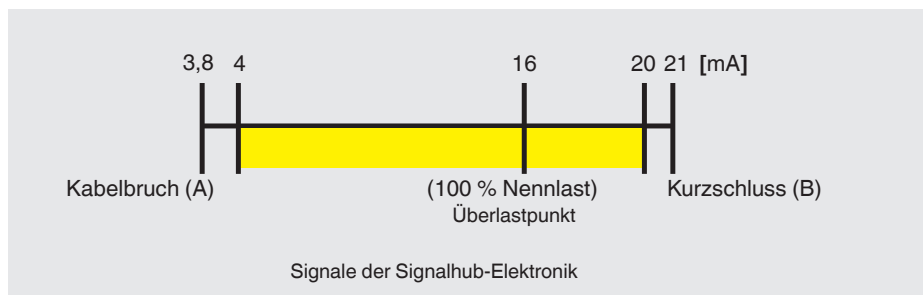 3,8 4 16 20 21 [mA]
Kabelbruch (A) (100 % Nennlast) Kurzschluss (B)
Überlastpunkt
Signale der Signalhub-Elektronik